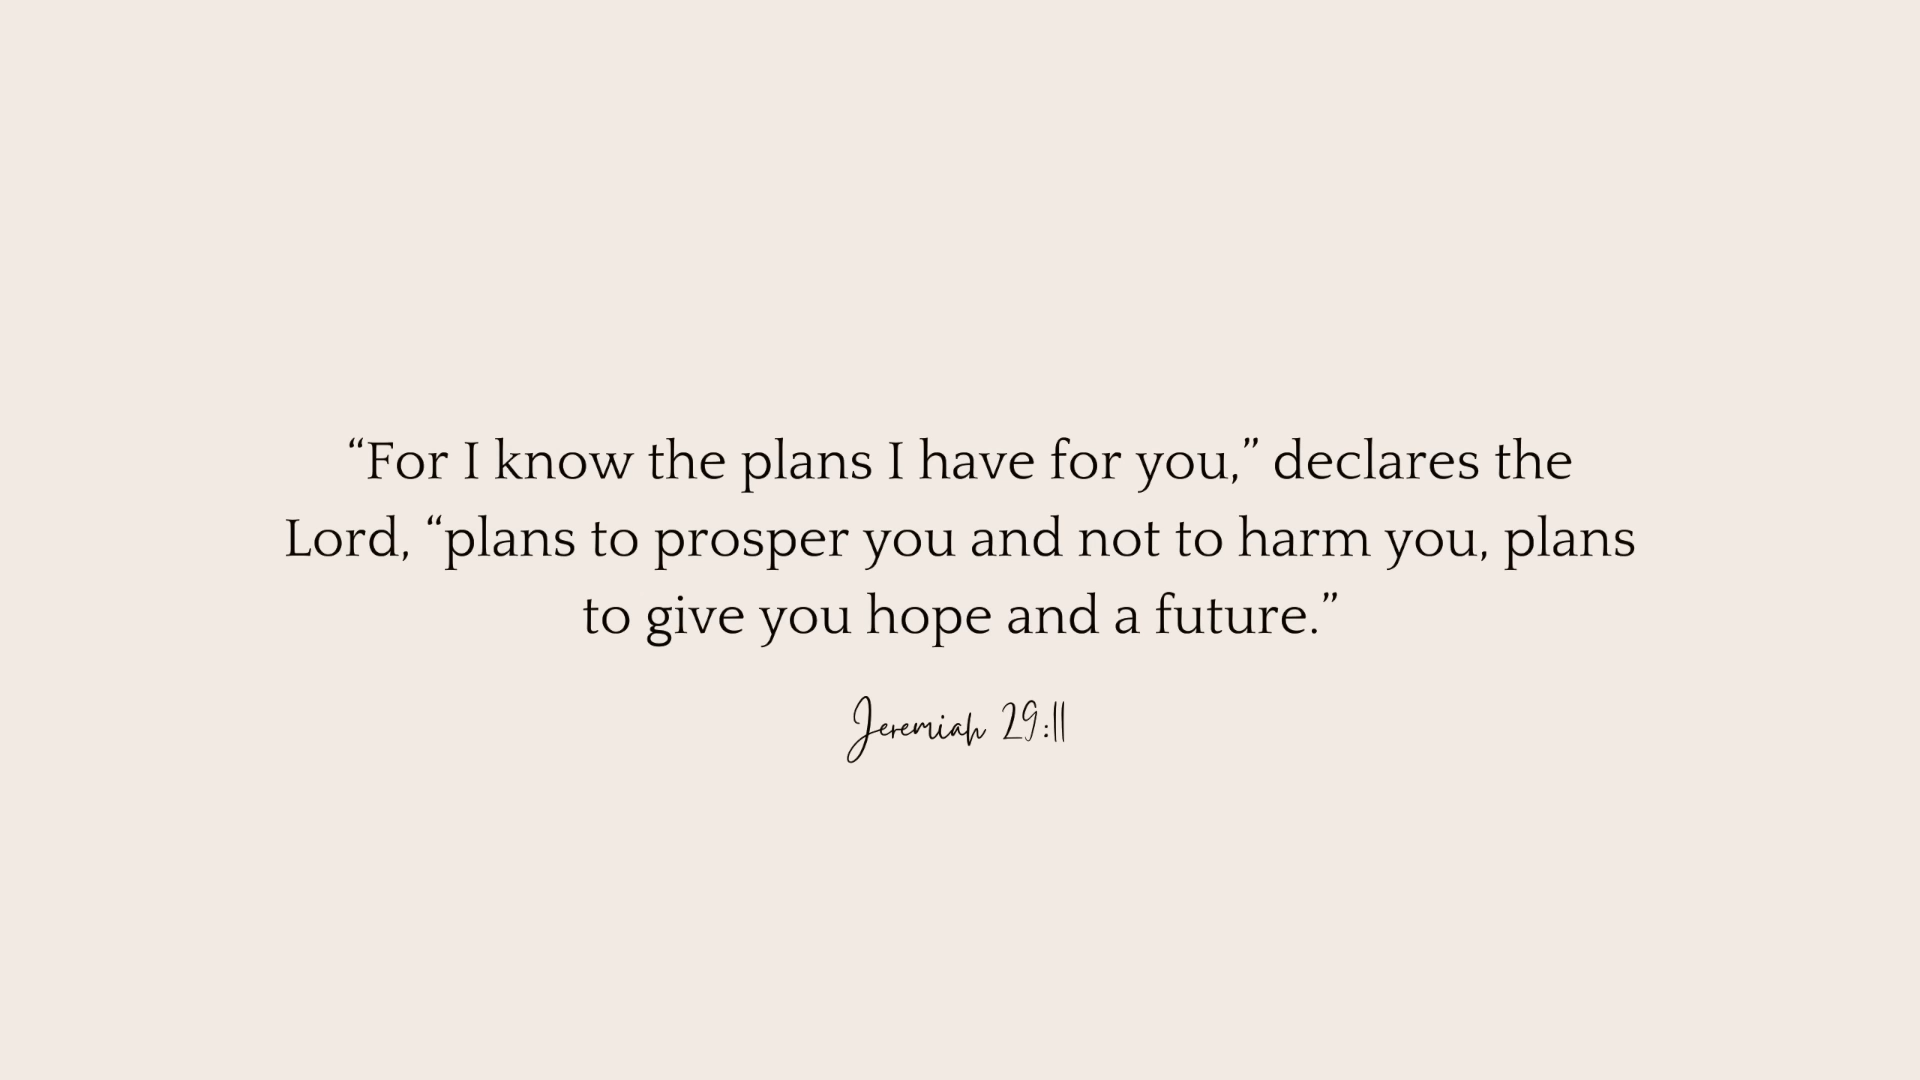 “For I know the plans I have for you,” declares the
Lord, “plans to prosper you and not to harm you, plans
to give you hope and a future.”
Jeremiah 29:11